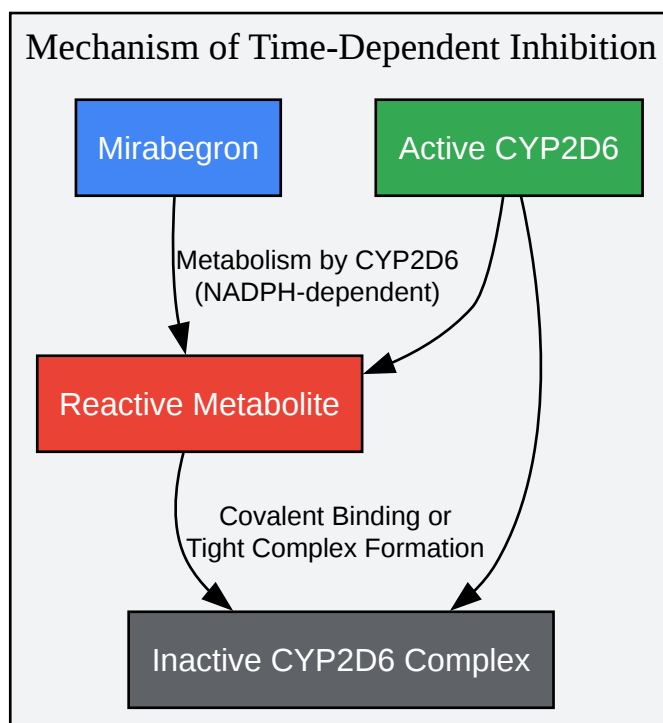 Mechanism of Time-Dependent Inhibition
Mirabegron
Active CYP2D6
Metabolism by CYP2D6
(NADPH-dependent)
Reactive Metabolite
Covalent Binding or
Tight Complex Formation
Inactive CYP2D6 Complex